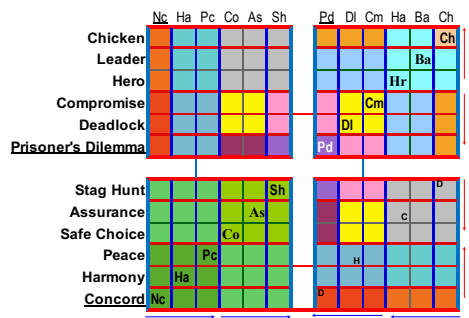 Nc Ha Pc Co As Sh Pd Dl Cm Ha Ba Ch
Chicken Ch
Leader Ba
Hero Hr
Compromise Cm
Deadlock Dl
Prisoner's Dilemma Pd
Stag Hunt Sh D
Assurance As C
Safe Choice Co
Peace Pc H
Harmony Ha
Concord Nc D